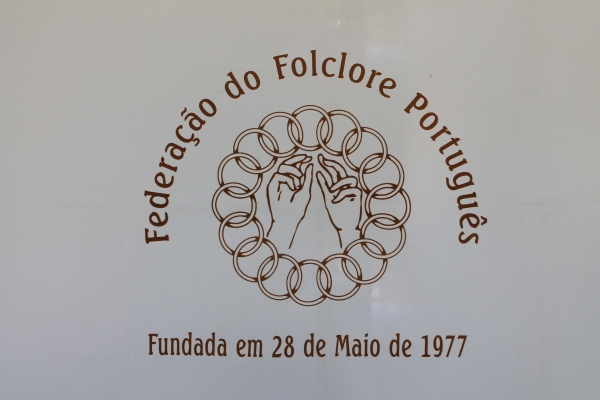 Federação do Folclore Português
Fundada em 28 de Maio de 1977